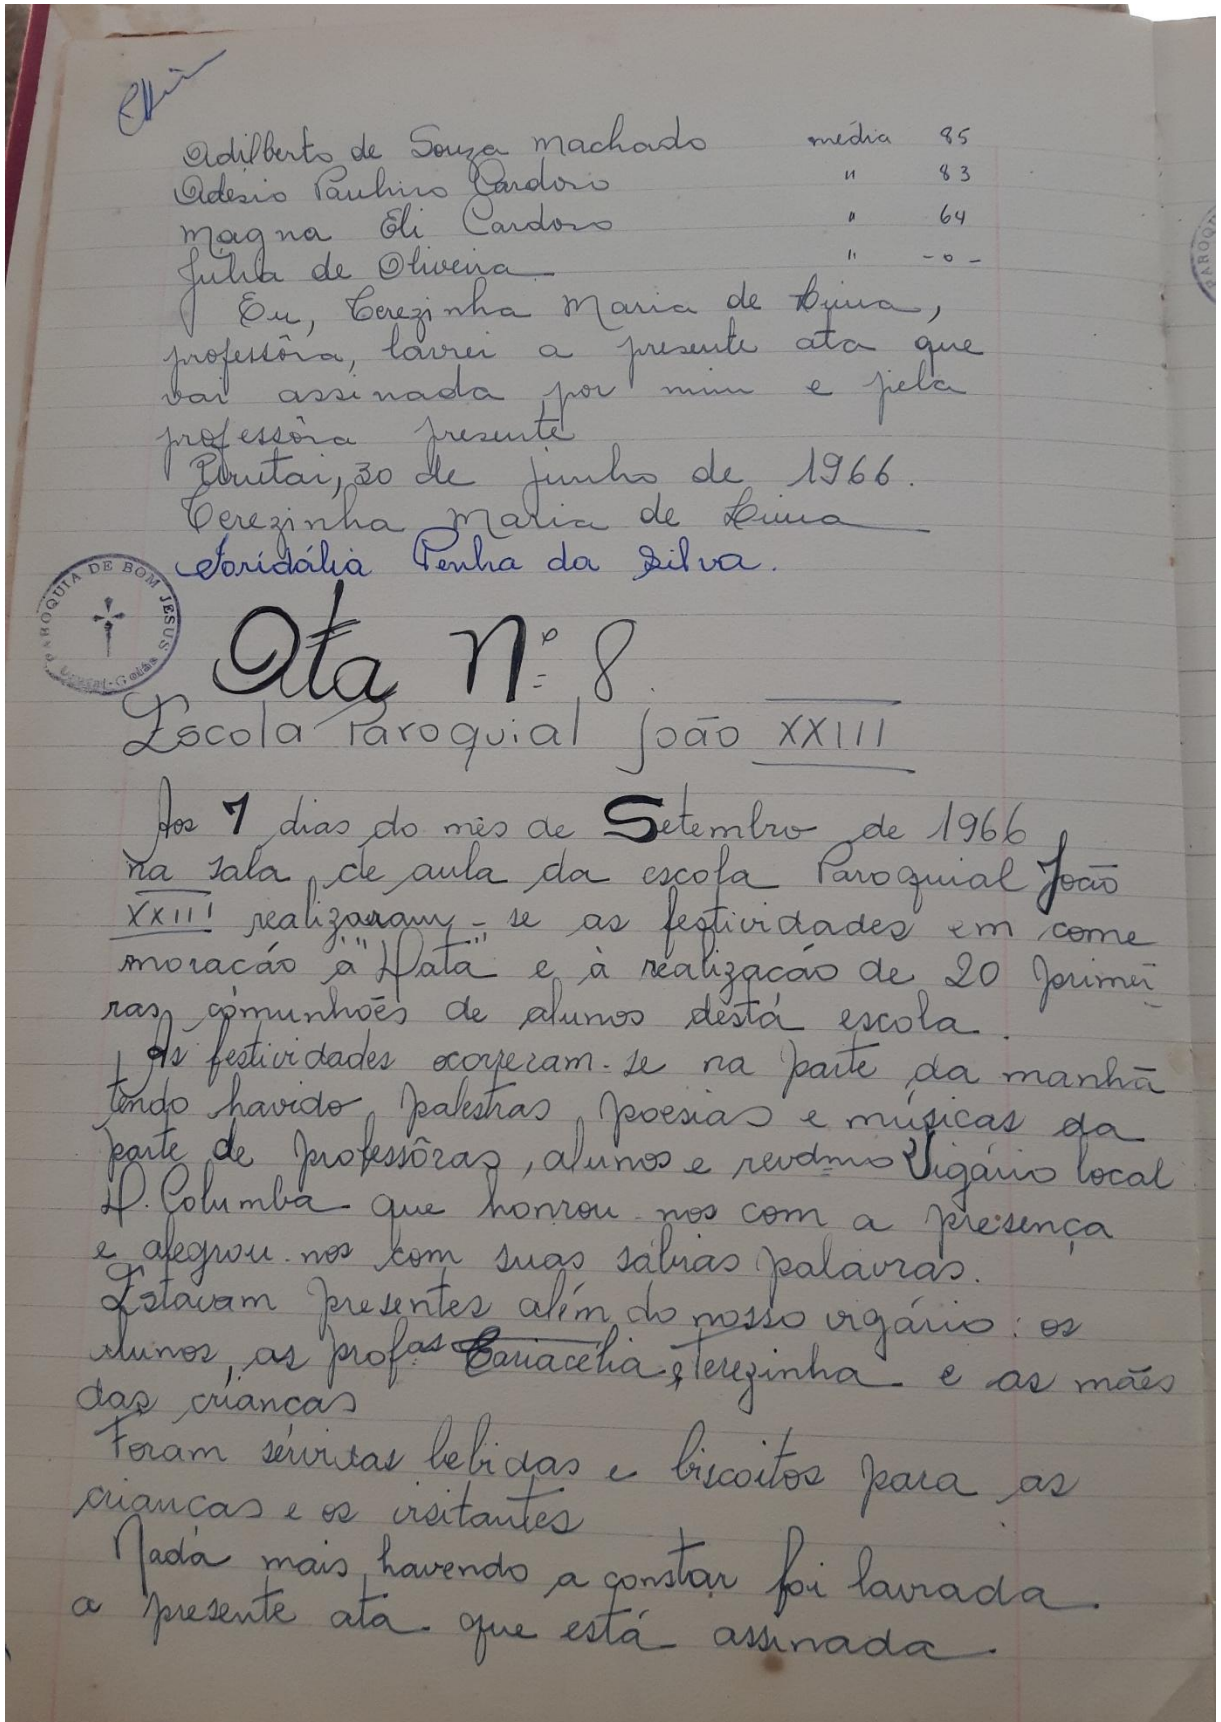 Adilberto de Souza Machado média 85
Adésio Paulino Cardoso " 83
Magna Eli Cardoso " 64
Júlia de Oliveira " -o-
Eu, Terezinha Maria de Lima,
professôra, lavrei a presente ata que
vai assinada por mim e pela
professôra presente
Urutaí, 30 de junho de 1966.
Terezinha Maria de Lima
Penha da Silva.
PAROQUIA DE BOM JESUS
Ata Nº 8.
Escola Paroquial João XXIII
Aos 7 dias do mês de Setembro de 1966
na sala de aula da escola Paroquial João
XXIII realizaram-se as festividades em come
moração à "Data" e à realização de 20 primei
ras comunhões de alunos desta escola.
As festividades ocorreram-se na parte da manhã
tendo havido palestras, poesias e músicas da
parte de professôras, alunos e revdmo Vigário local
D. Columba que honrou-nos com a presença
e alegrou-nos com suas sábias palavras.
Estavam presentes além do nosso vigário: os
alunos, as profas e Terezinha e as mães
das crianças
Foram servidas bebidas e biscoitos para as
crianças e os visitantes
Nada mais havendo a constar foi lavrada
a presente ata que está assinada.